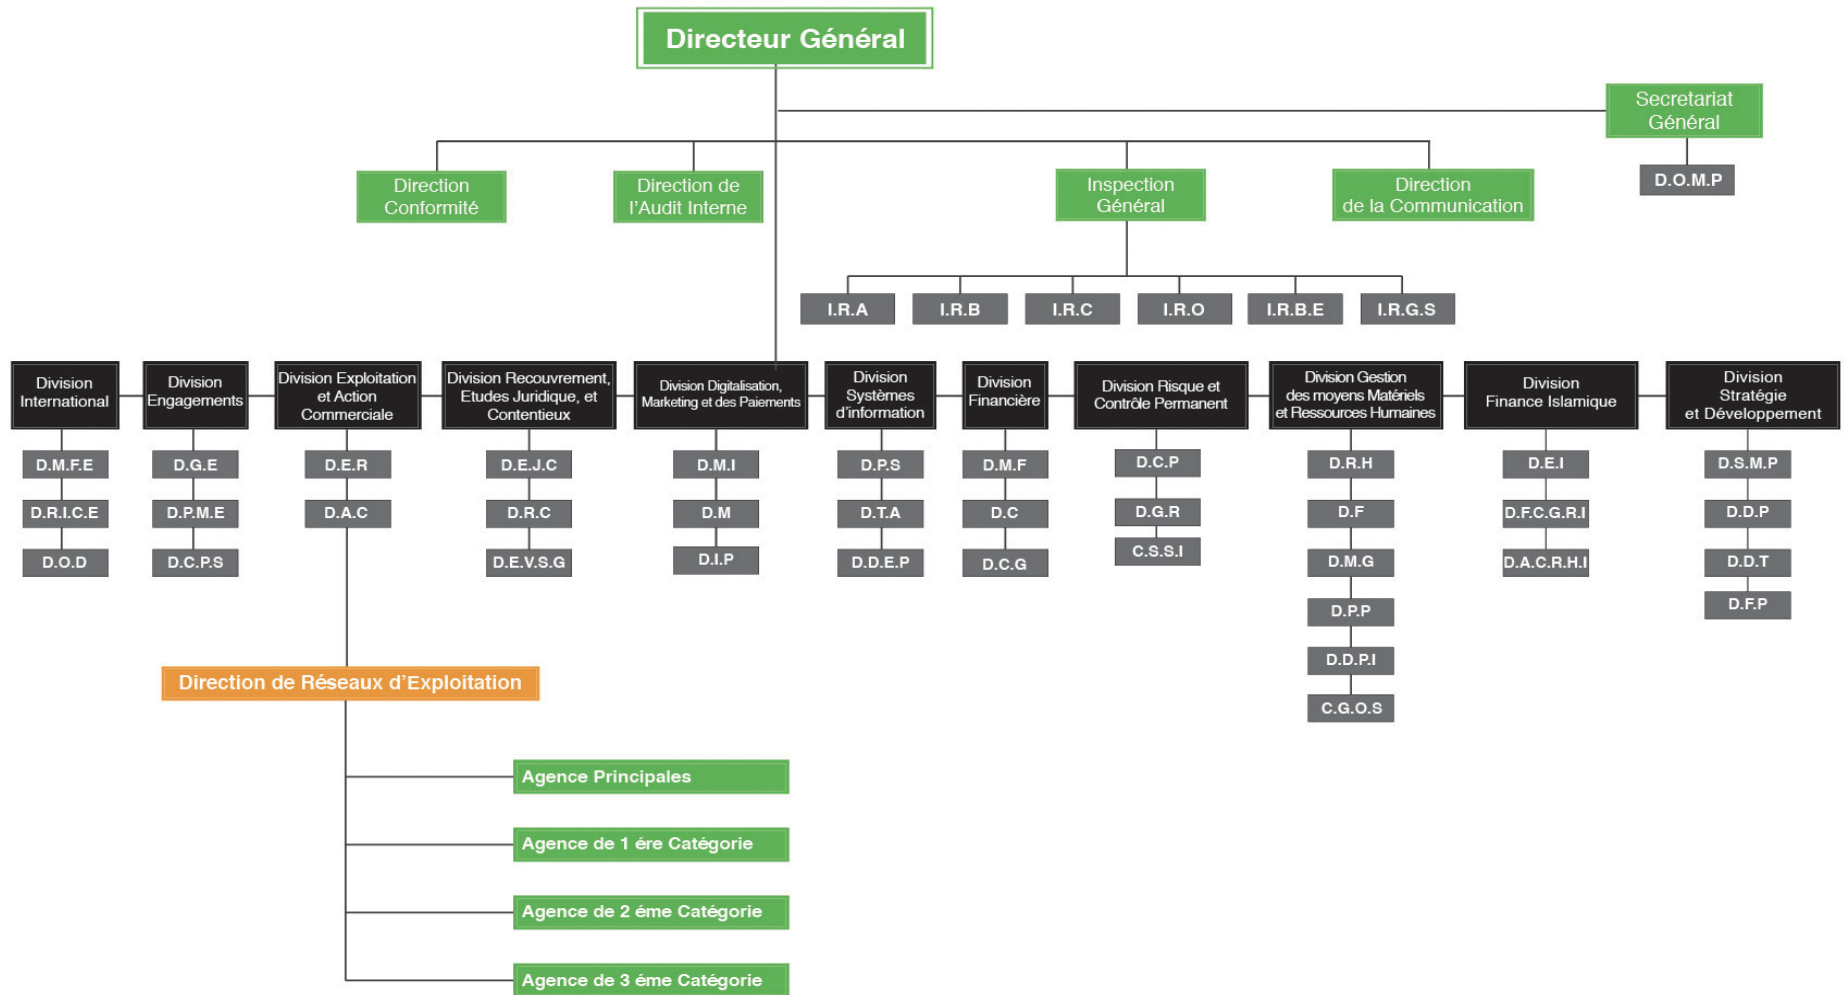 Directeur Général
Secretariat
Général
D.O.M.P
Direction
Conformité
Direction de
l'Audit Interne
Inspection
Général
Direction
de la Communication
I.R.A
I.R.B
I.R.C
I.R.O
I.R.B.E
I.R.G.S
Division
International
Division
Engagements
Division Exploitation
et Action
Commerciale
Division Recouvrement,
Etudes Juridique, et
Contentieux
Division Digitalisation,
Marketing et des Paiements
Division
Systèmes
d'information
Division
Financière
Division Risque et
Contrôle Permanent
Division Gestion
des moyens Matériels
et Ressources Humaines
Division
Finance Islamique
Division
Stratégie
et Développement
D.M.F.E
D.R.I.C.E
D.O.D
D.G.E
D.P.M.E
D.C.P.S
D.E.R
D.A.C
D.E.J.C
D.R.C
D.E.V.S.G
D.M.I
D.M
D.I.P
D.P.S
D.T.A
D.D.E.P
D.M.F
D.C
D.C.G
D.C.P
D.G.R
C.S.S.I
D.R.H
D.F
D.M.G
D.P.P
D.D.P.I
C.G.O.S
D.E.I
D.F.C.G.R.I
D.A.C.R.H.I
D.S.M.P
D.D.P
D.D.T
D.F.P
Direction de Réseaux d'Exploitation
Agence Principales
Agence de 1 ére Catégorie
Agence de 2 éme Catégorie
Agence de 3 éme Catégorie